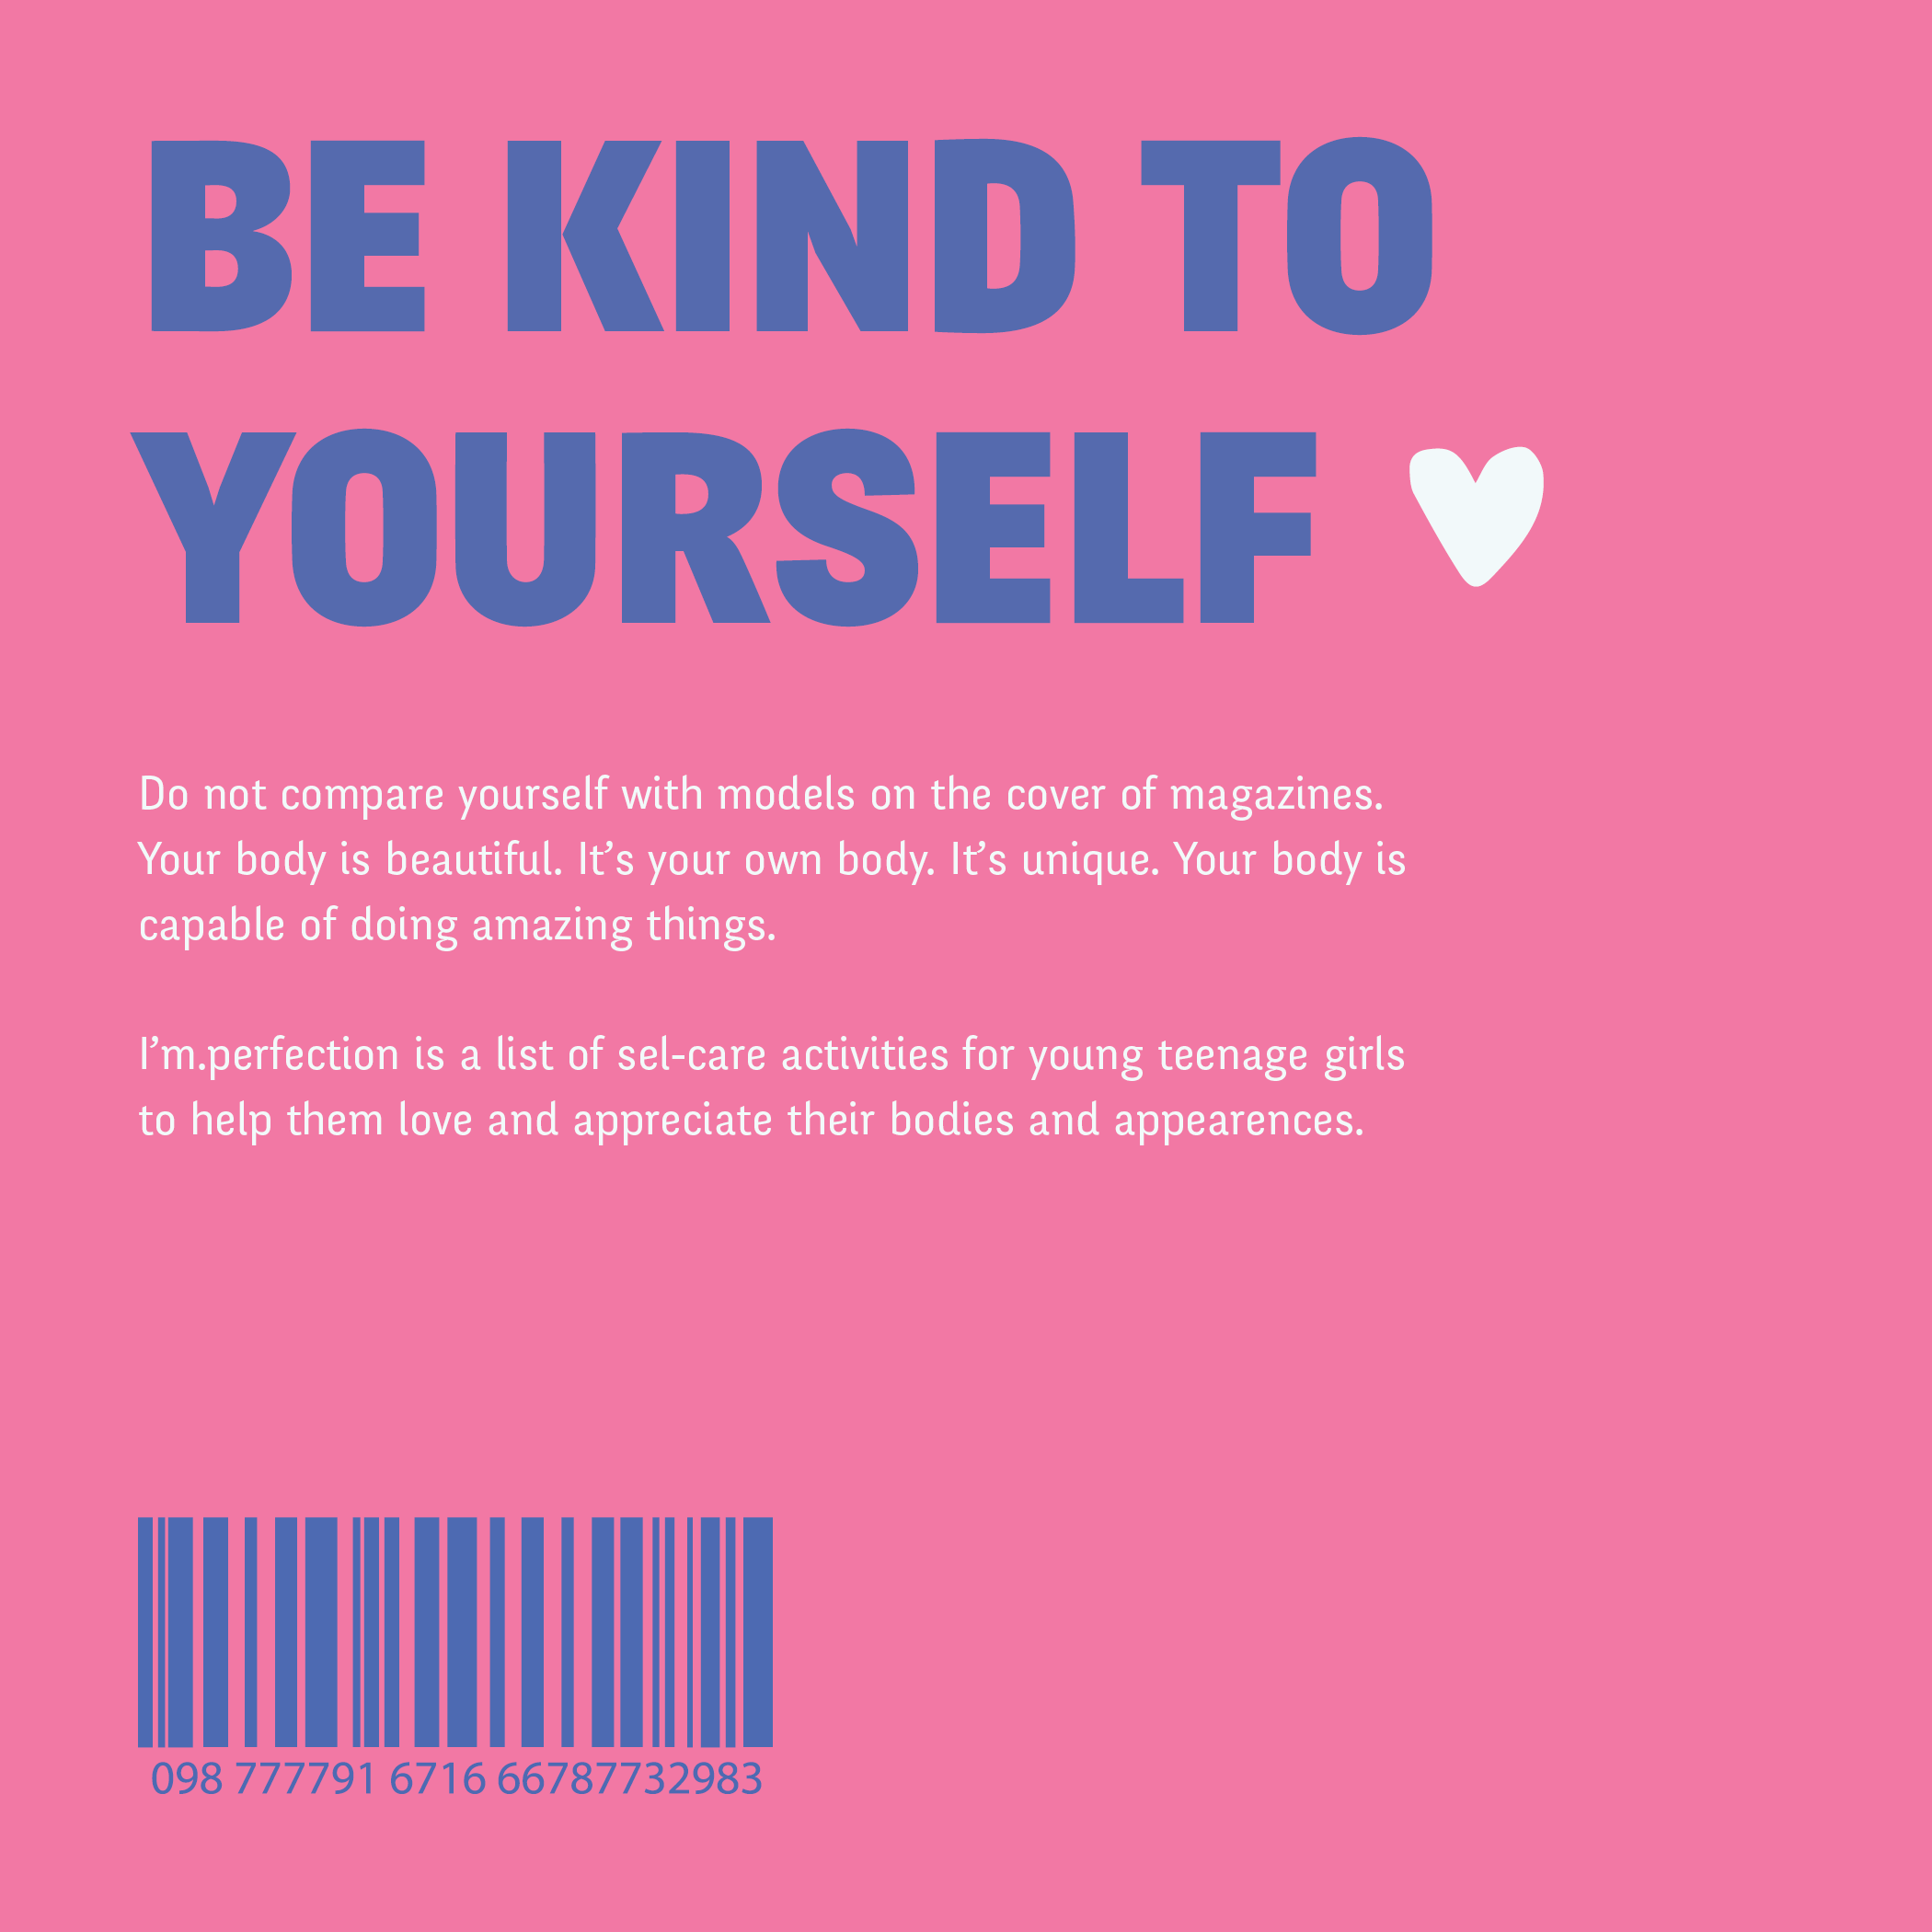 BE KIND TO
YOURSELF
Do not compare yourself with models on the cover of magazines.
Your body is beautiful. It’s your own body. It’s unique. Your body is
capable of doing amazing things.
I’m.perfection is a list of sel-care activities for young teenage girls
to help them love and appreciate their bodies and appearences.
098 777791 6716 66787732983